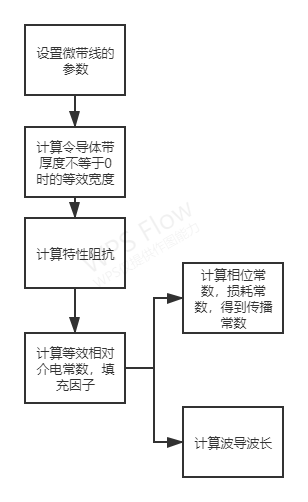 设置微带线的
参数
计算令导体带
厚度不等于0
时的等效宽度
计算特性阻抗
WPS Flow
计算相位常
数，损耗常
数，得到传播
常数
计算等效相对
介电常数，填
充因子
计算波导波长